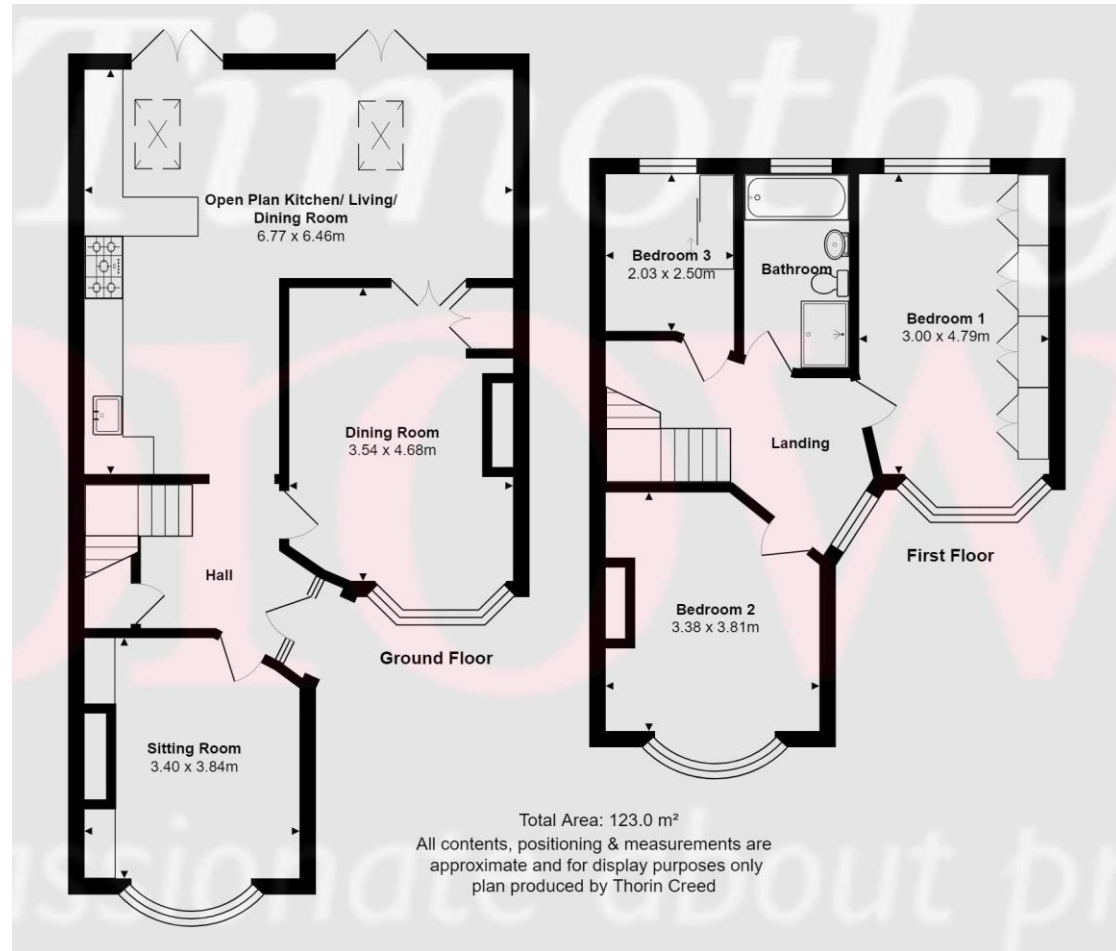 Timothy
Open Plan Kitchen/ Living/
Dining Room
6.77 x 6.46m
Dining Room
3.54 x 4.68m
Hall
Ground Floor
Sitting Room
3.40 x 3.84m
Bedroom 3
2.03 x 2.50m
Bathroom
Bedroom 1
3.00 x 4.79m
Landing
First Floor
Bedroom 2
3.38 x 3.81m
Total Area: 123.0 m²
All contents, positioning & measurements are
approximate and for display purposes only
plan produced by Thorin Creed